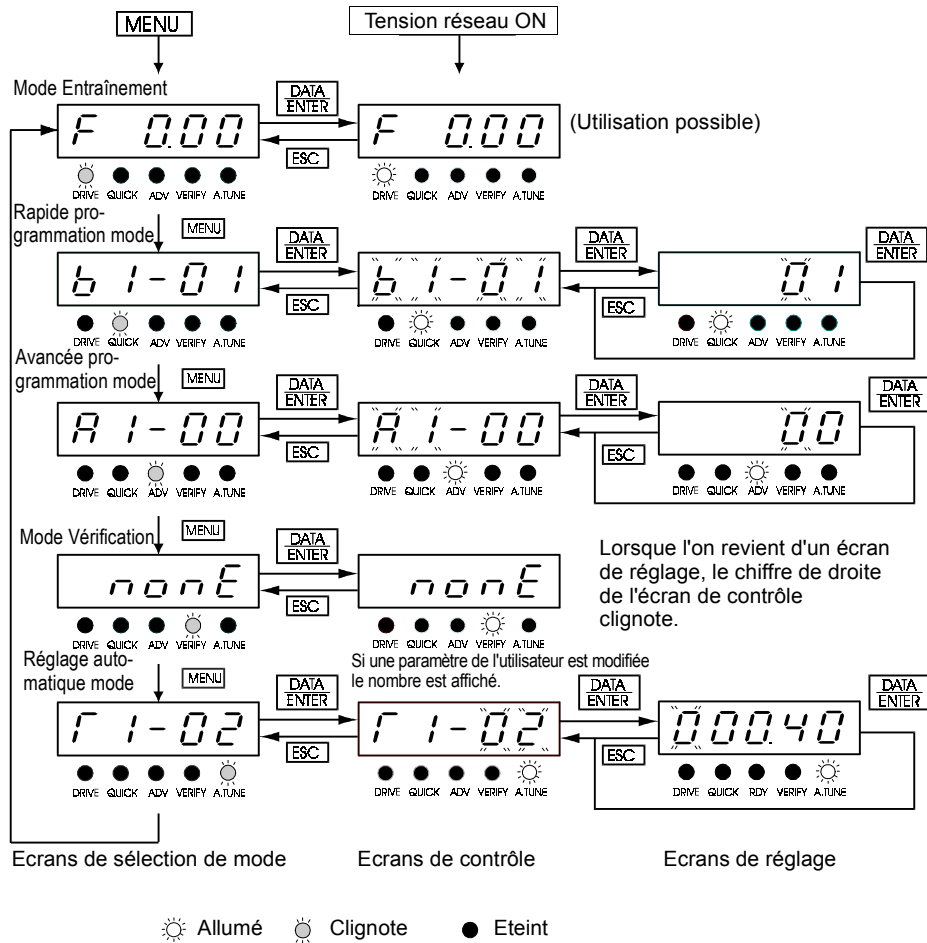 MENU
Tension réseau ON
Mode Entraînement
DATA
ENTER
F 0.00
ESC
F 0.00
(Utilisation possible)
DRIVE QUICK ADV VERIFY A.TUNE
DRIVE QUICK ADV VERIFY A.TUNE
Rapide pro-
grammation mode
MENU
DATA
ENTER
DATA
ENTER
DATA
ENTER
b1-01
ESC
b1-01
ESC
01
DRIVE QUICK ADV VERIFY A.TUNE
DRIVE QUICK ADV VERIFY A.TUNE
DRIVE QUICK ADV VERIFY A.TUNE
Avancée pro-
grammation mode
MENU
DATA
ENTER
DATA
ENTER
DATA
ENTER
A1-00
ESC
A1-00
ESC
00
DRIVE QUICK ADV VERIFY A.TUNE
DRIVE QUICK ADV VERIFY A.TUNE
DRIVE QUICK ADV VERIFY A.TUNE
Mode Vérification
MENU
DATA
ENTER
nonE
ESC
nonE
Lorsque l'on revient d'un écran
de réglage, le chiffre de droite
de l'écran de contrôle
clignote.
DRIVE QUICK ADV VERIFY A.TUNE
DRIVE QUICK ADV VERIFY A.TUNE
Réglage auto-
matique mode
MENU
Si une paramètre de l'utilisateur est modifiée
le nombre est affiché.
DATA
ENTER
DATA
ENTER
DATA
ENTER
T1-02
ESC
T1-02
ESC
000.40
DRIVE QUICK ADV VERIFY A.TUNE
DRIVE QUICK ADV VERIFY A.TUNE
DRIVE QUICK RDY VERIFY A.TUNE
Ecrans de sélection de mode
Ecrans de contrôle
Ecrans de réglage
Allumé
Clignote
Eteint